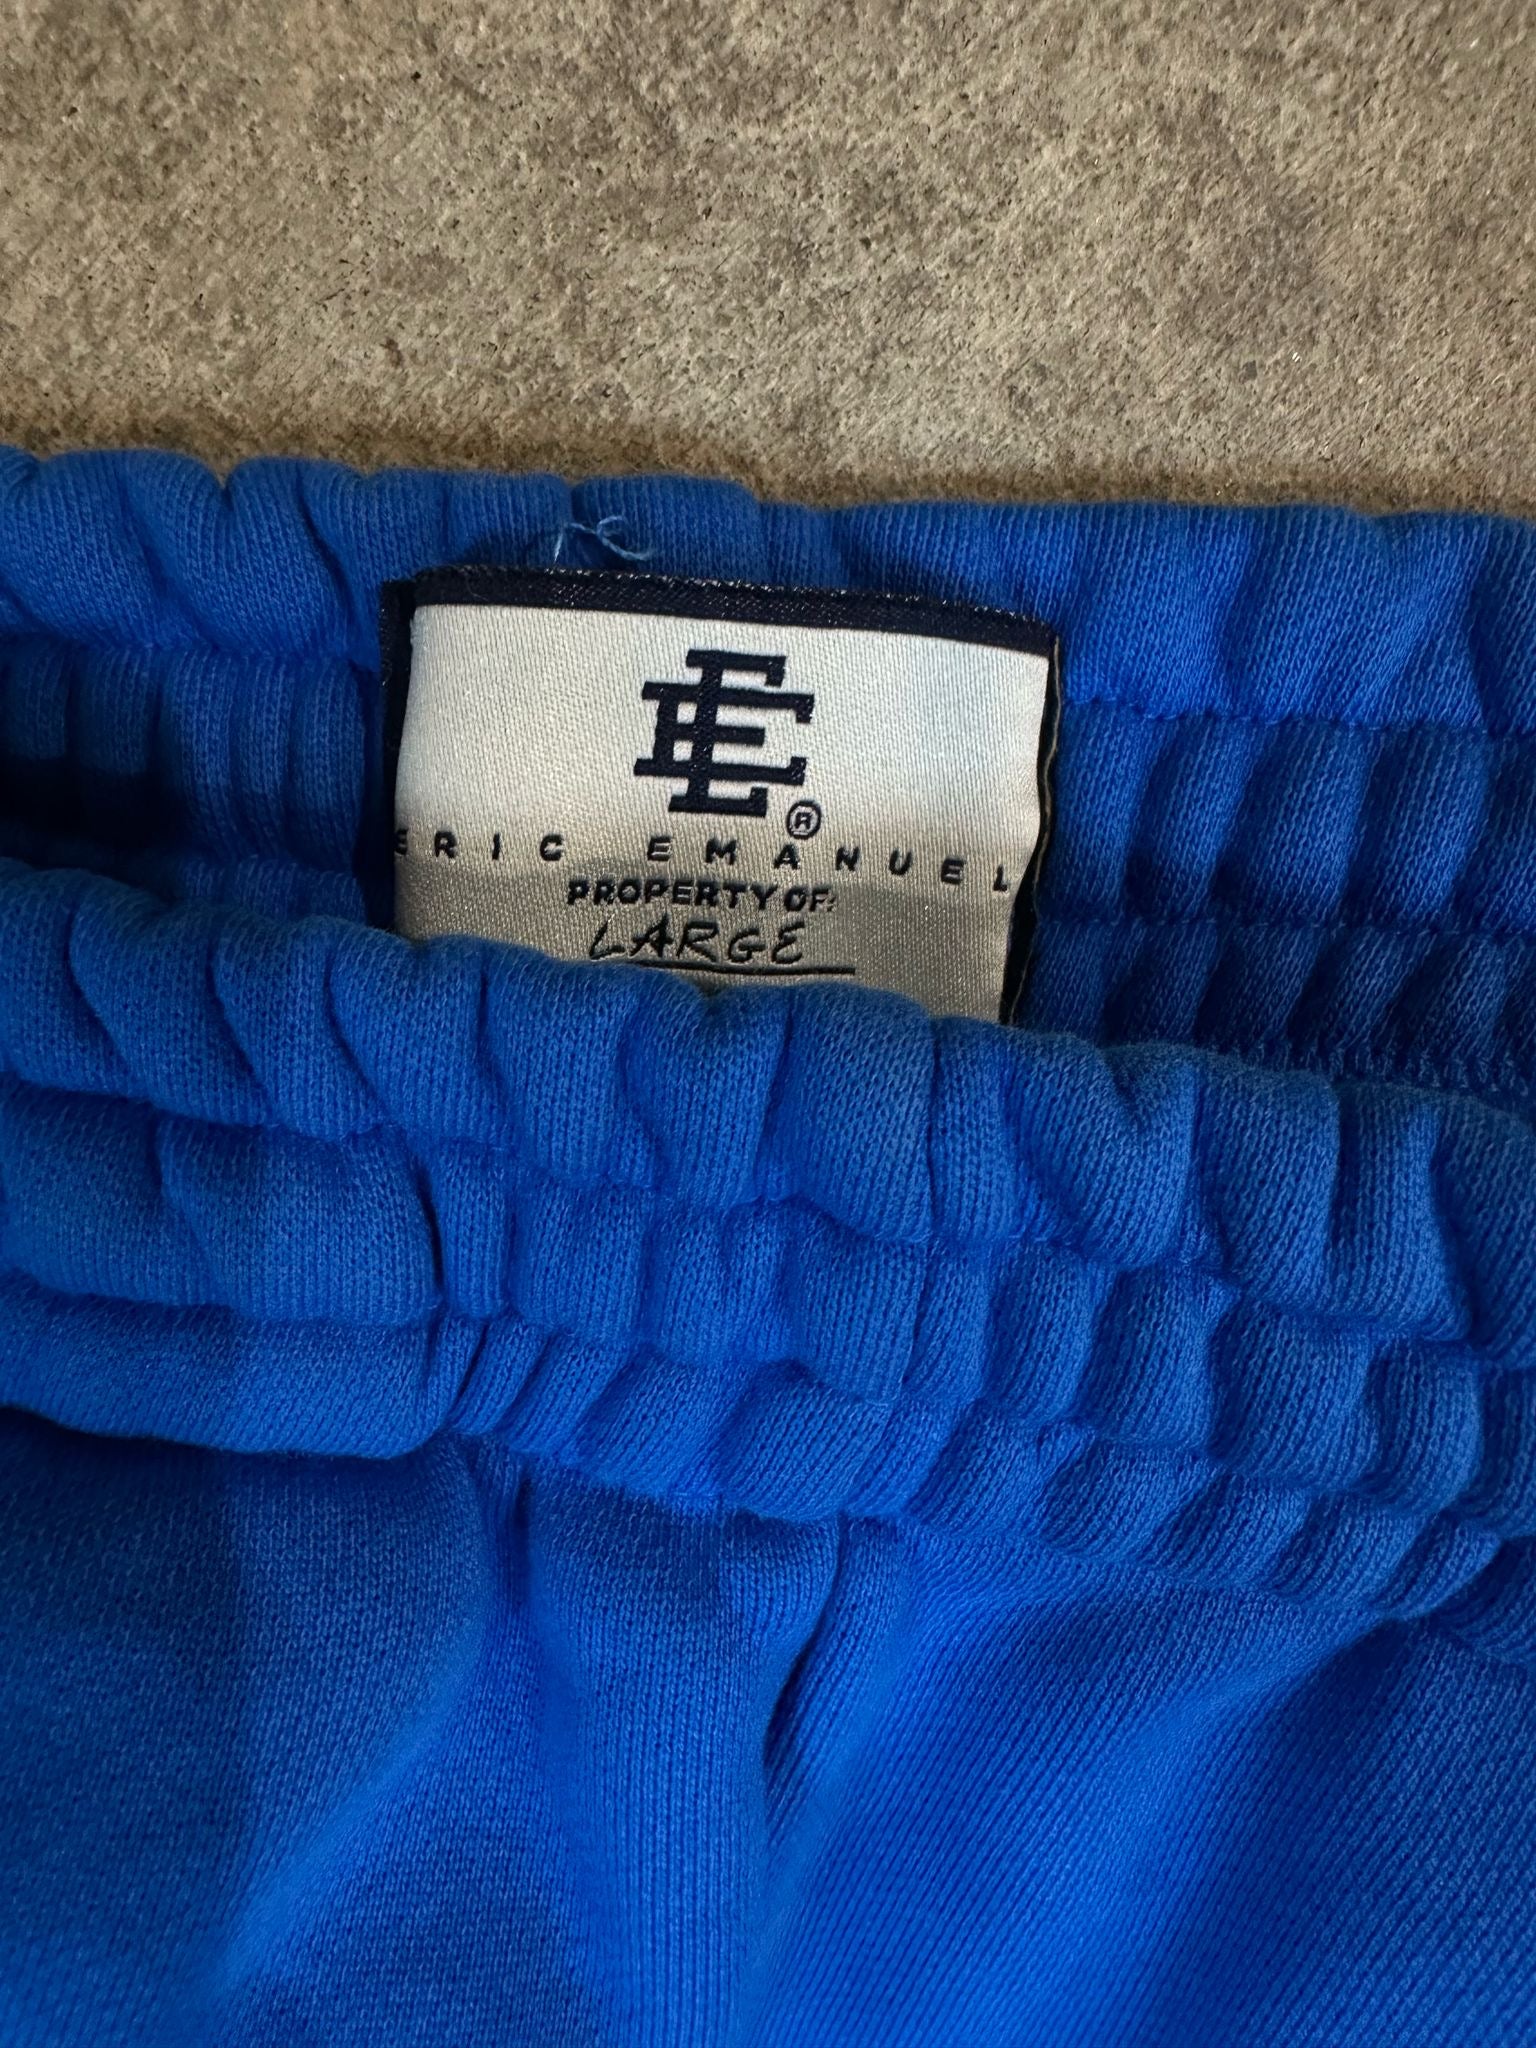 EE
®
ERIC EMANUEL
PROPERTY OF:
LARGE